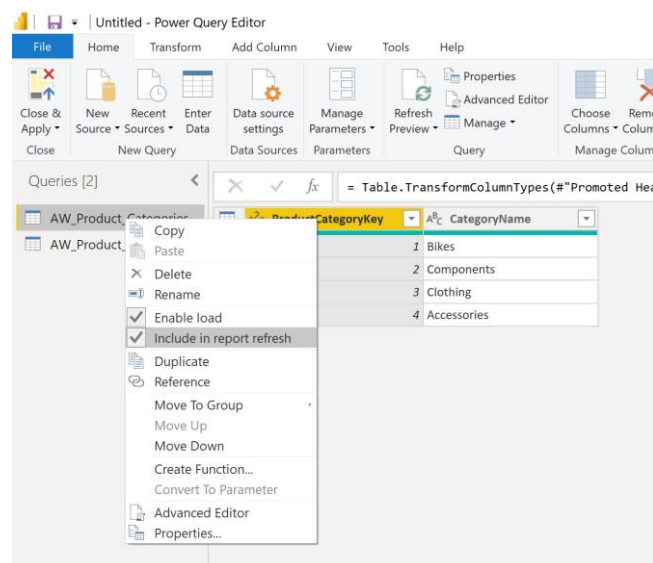 Untitled - Power Query Editor
File Home Transform Add Column View Tools Help
Close & Apply
New Source
Recent Sources
Enter Data
Data source settings
Manage Parameters
Refresh Preview
Properties
Advanced Editor
Manage
Choose Columns
Close New Query Data Sources Parameters Query
Queries [2]
fx = Table.TransformColumnTypes(#"Promoted
AW_Product_Categories
ProductCategoryKey
ABC CategoryName
AW_Product_
1 Bikes
2 Components
3 Clothing
4 Accessories
Copy
Paste
Delete
Rename
Enable load
Include in report refresh
Duplicate
Reference
Move To Group
Move Up
Move Down
Create Function...
Convert To Parameter
Advanced Editor
Properties...